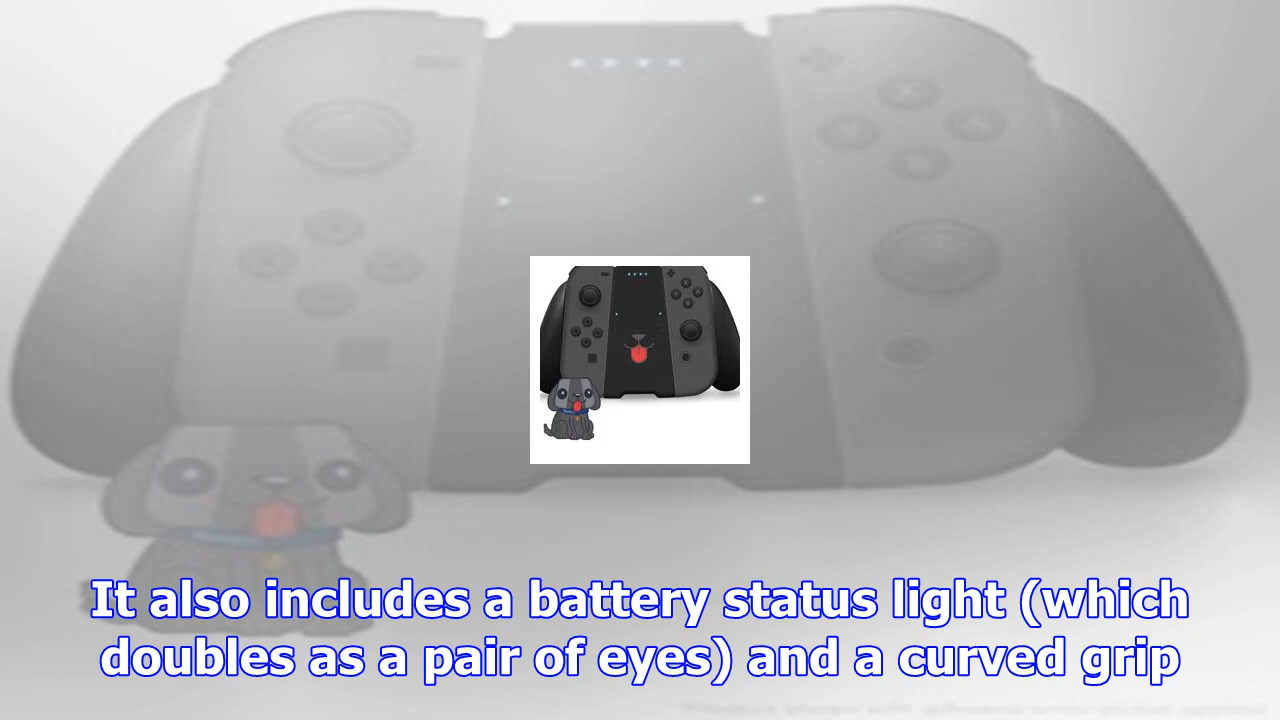 It also includes a battery status light (which
doubles as a pair of eyes) and a curved grip